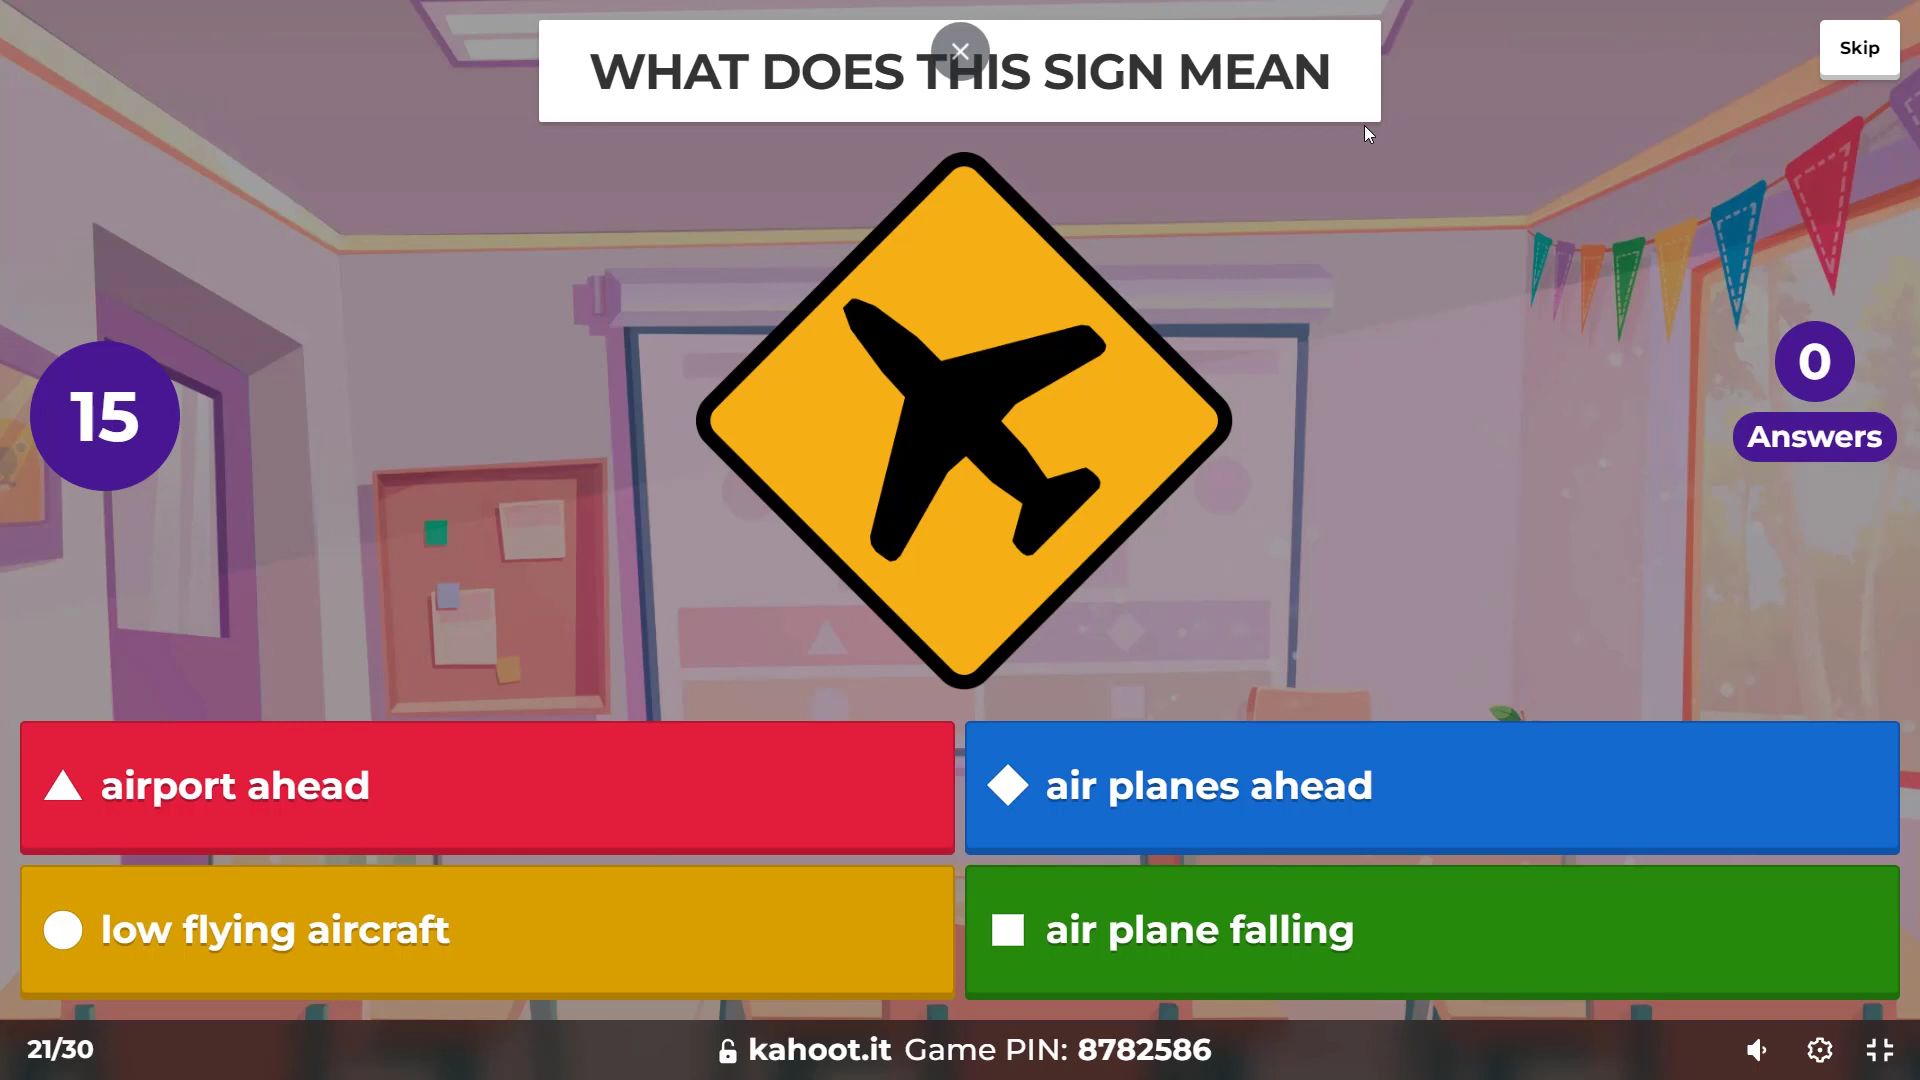 WHAT DOES THIS SIGN MEAN
Skip
15
0
Answers
airport ahead
air planes ahead
low flying aircraft
air plane falling
21/30
kahoot.it Game PIN: 8782586